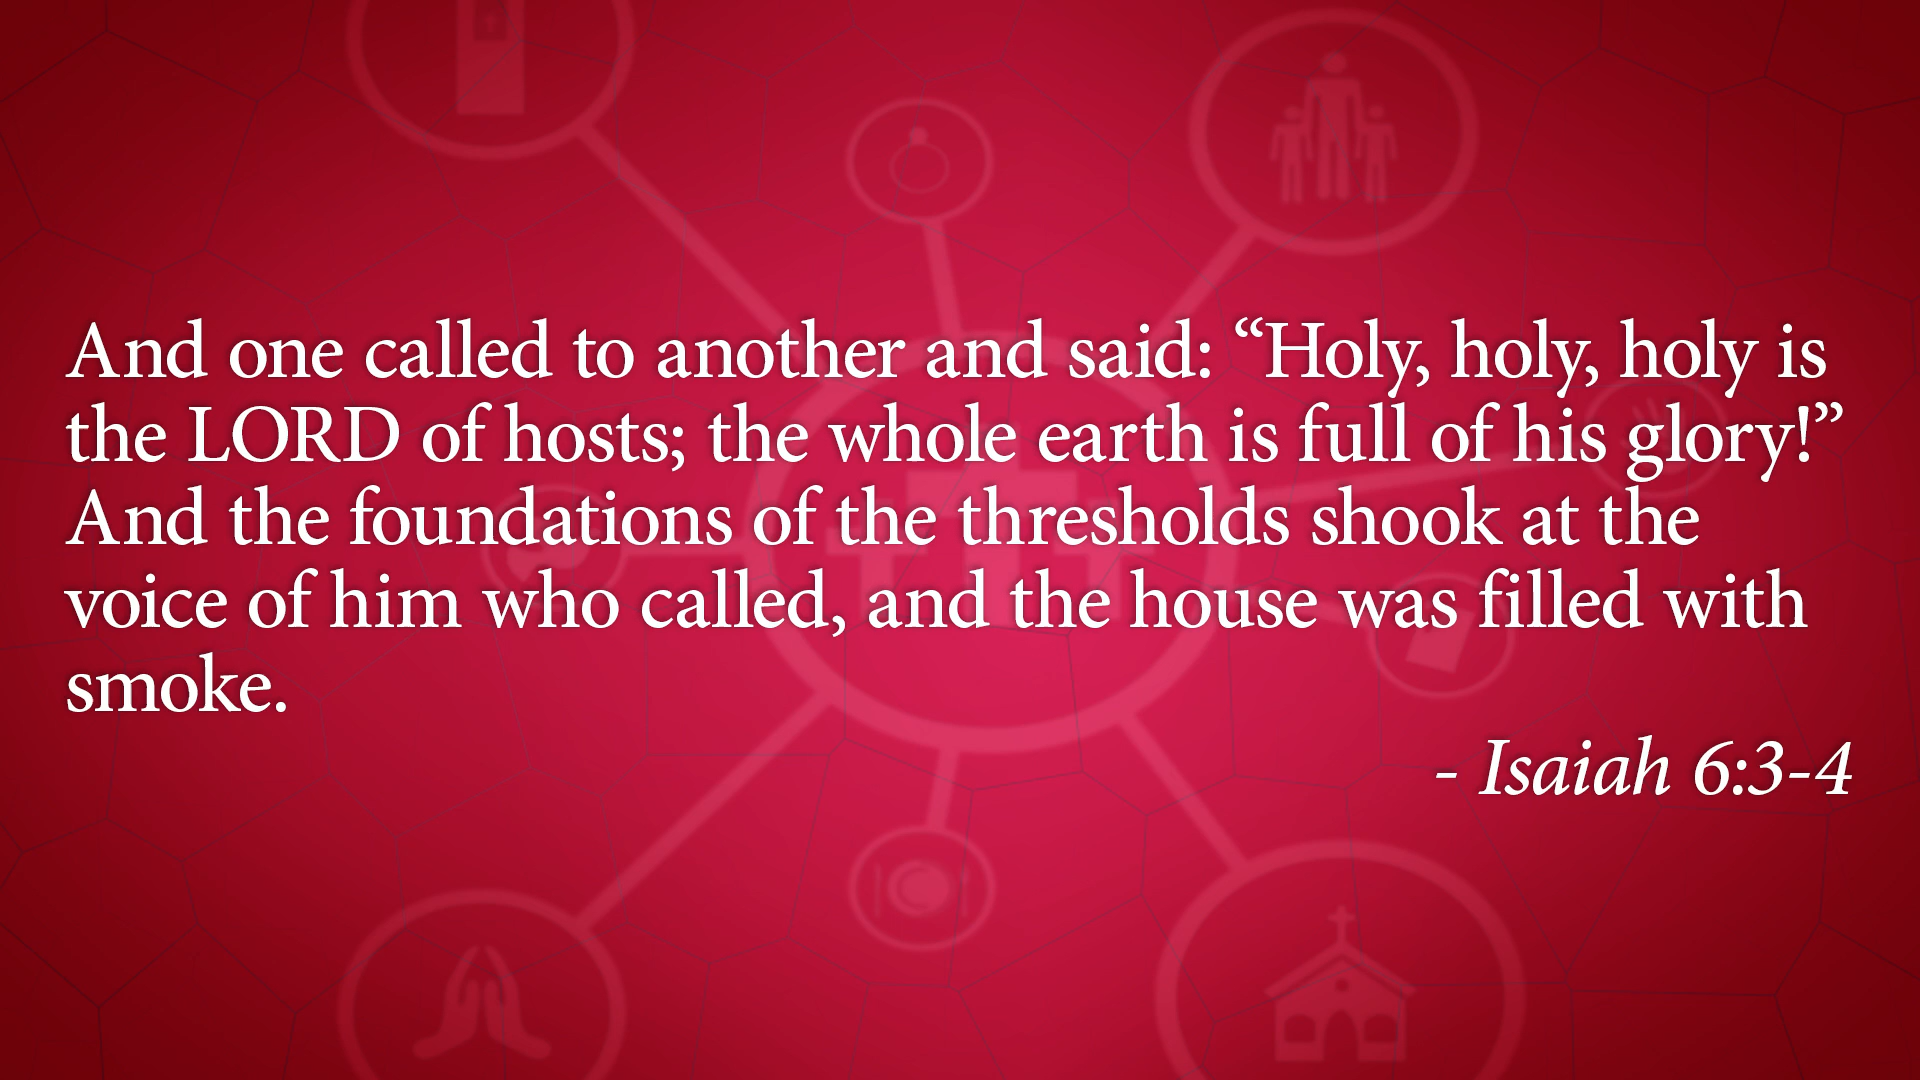 And one called to another and said: “Holy, holy, holy is
the LORD of hosts; the whole earth is full of his glory!”
And the foundations of the thresholds shook at the
voice of him who called, and the house was filled with
smoke.
- Isaiah 6:3-4